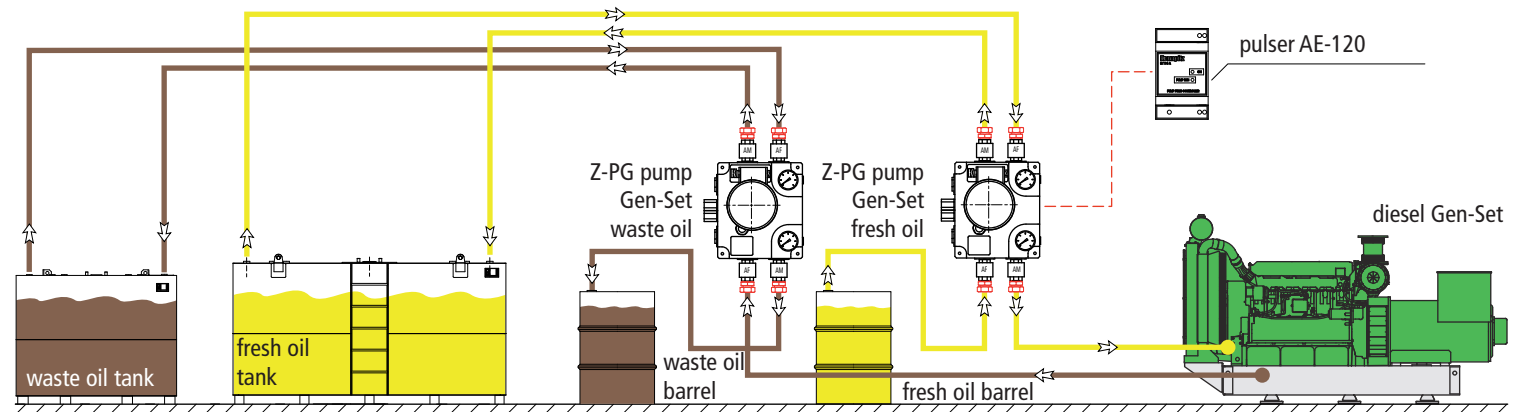 pulser AE-120
Z-PG pump
Gen-Set
waste oil
Z-PG pump
Gen-Set
fresh oil
diesel Gen-Set
AM
AF
AM
AF
AF
AM
AF
AM
waste oil tank
fresh oil
tank
waste oil
barrel
fresh oil barrel